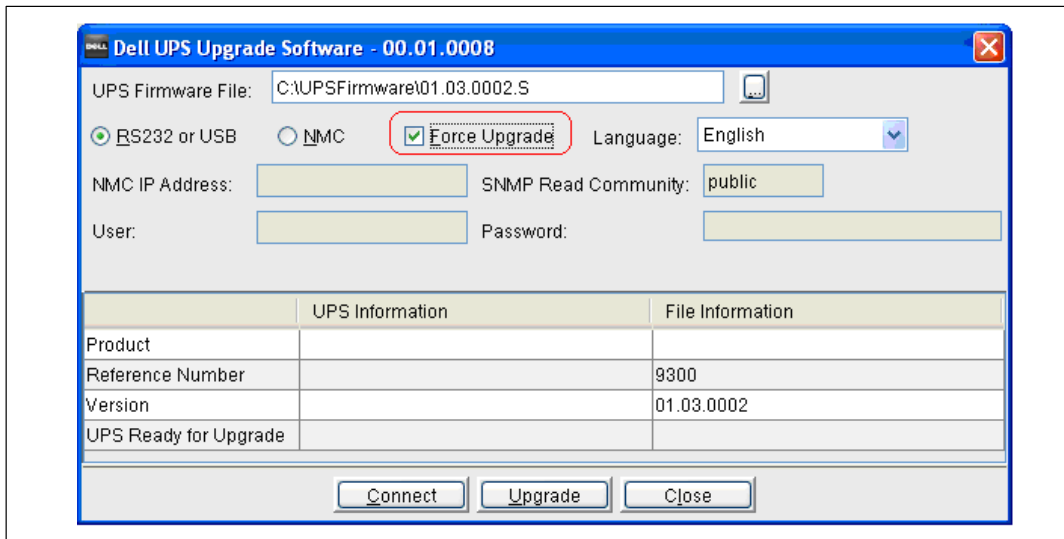 DELL Dell UPS Upgrade Software - 00.01.0008
UPS Firmware File: C:\UPSFirmware\01.03.0002.S ...
RS232 or USB NMC Force Upgrade Language: English
NMC IP Address: SNMP Read Community: public
User: Password:
UPS Information File Information
Product
Reference Number 9300
Version 01.03.0002
UPS Ready for Upgrade
Connect Upgrade Close